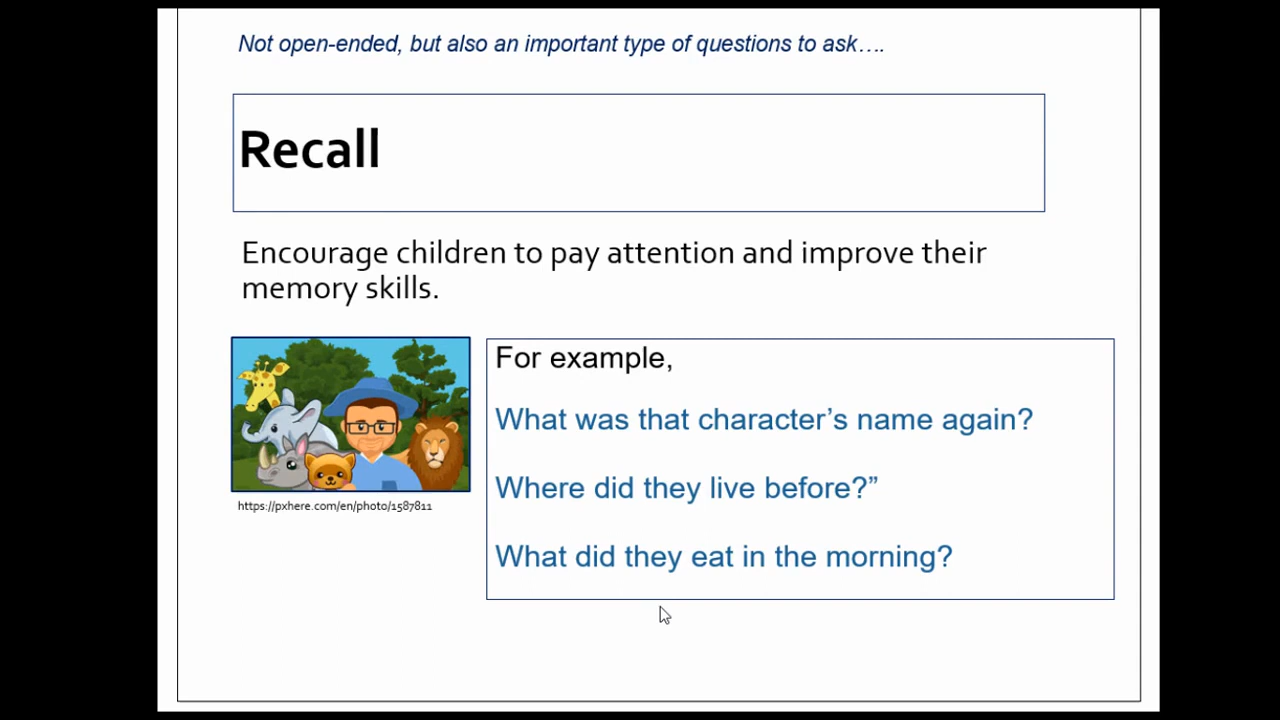 Not open-ended, but also an important type of questions to ask….
Recall
Encourage children to pay attention and improve their
memory skills.
For example,
What was that character’s name again?
Where did they live before?”
What did they eat in the morning?
https://pxhere.com/en/photo/1587811